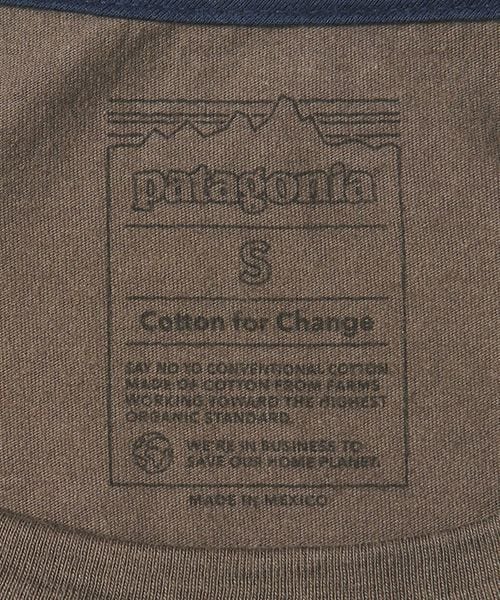 patagonia
S
Cotton for Change
SAY NO TO CONVENTIONAL COTTON
MADE OF COTTON FROM FARMS
WORKING TOWARD THE HIGHEST
ORGANIC STANDARD.
WE'RE IN BUSINESS TO
SAVE OUR HOME PLANET.
MADE IN MEXICO